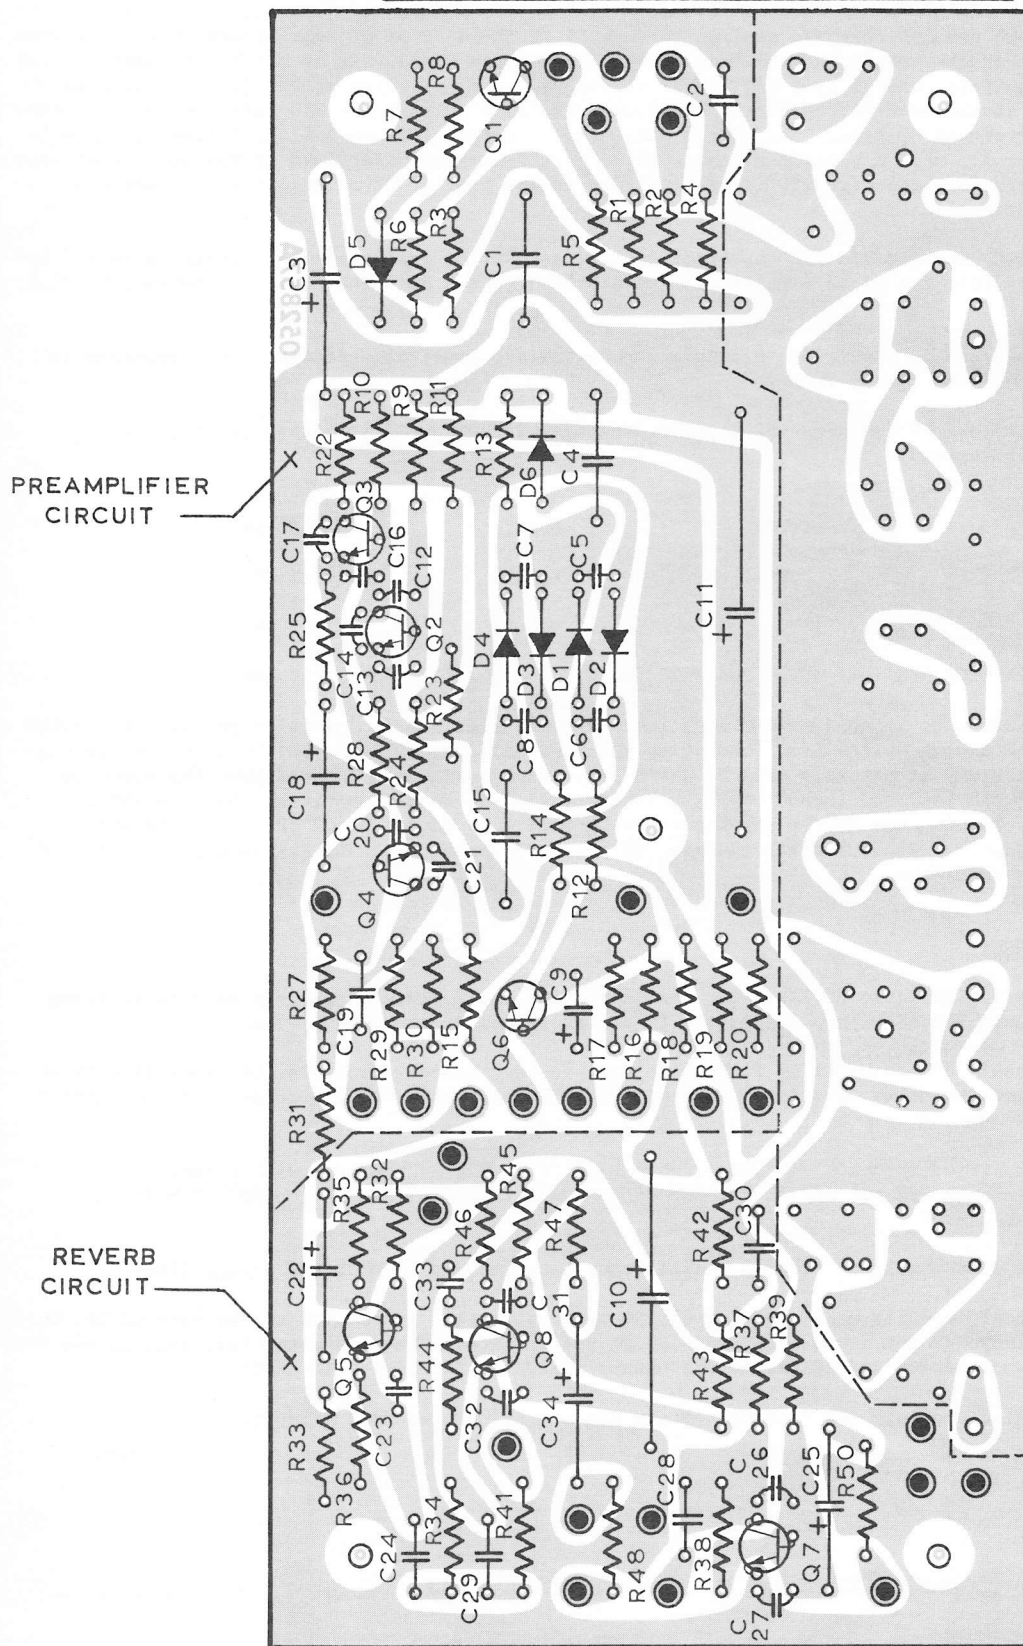 R8
R7
Q1
C2
R4
R2
R1
R5
C1
R3
R6
D5
C3
+
052837A
R11
R9
R10
R22
R13
D6
C4
PREAMPLIFIER
CIRCUIT
X
Q3
C17
C16
C12
C7
C5
C11
+
R25
C14
C13
Q2
R23
D4
D3
D1
D2
C18
+
R28
R24
C8
C6
C
20
C15
R14
R12
Q4
C21
R27
C19
R29
R30
R15
Q6
C9
+
R17
R16
R18
R19
R20
R31
R35
R32
R45
R46
R47
R42
C30
REVERB
CIRCUIT
X
C22
+
C33
C
31
C10
+
Q5
R44
Q8
R43
R37
R39
R33
R36
C23
C32
C34
+
C24
R34
C29
R41
R48
C28
R38
C
26
C25
+
R50
Q7
C
27